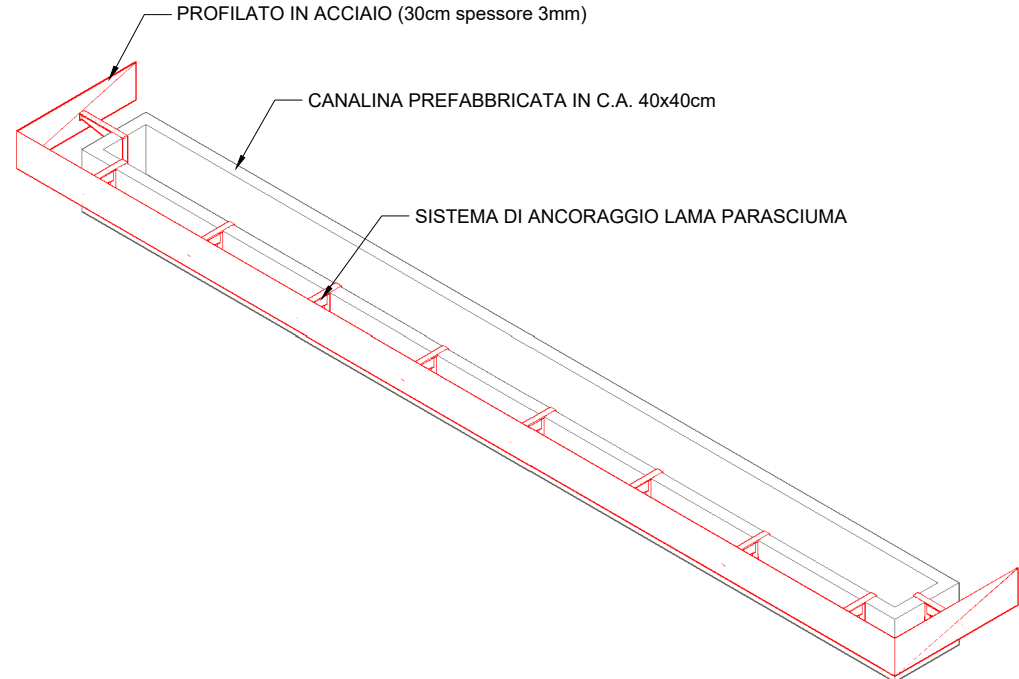 PROFILATO IN ACCIAIO (30cm spessore 3mm)
CANALINA PREFABBRICATA IN C.A. 40x40cm
SISTEMA DI ANCORAGGIO LAMA PARASCIUMA